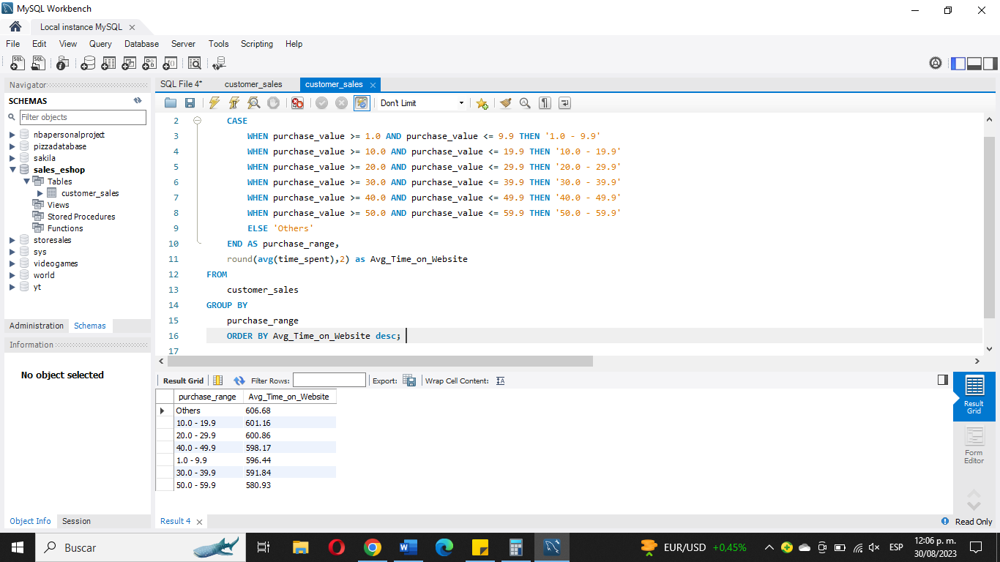 MySQL Workbench
Local instance MySQL
File Edit View Query Database Server Tools Scripting Help
Navigator
SCHEMAS
Filter objects
nbapersonalproject
pizzadatabase
sakila
sales_eshop
Tables
customer_sales
Views
Stored Procedures
Functions
storesales
sys
videogames
world
yt
Administration Schemas
Information
No object selected
Object Info Session
SQL File 4* customer_sales customer_sales
Don't Limit
2 CASE
3 WHEN purchase_value >= 1.0 AND purchase_value <= 9.9 THEN '1.0 - 9.9'
4 WHEN purchase_value >= 10.0 AND purchase_value <= 19.9 THEN '10.0 - 19.9'
5 WHEN purchase_value >= 20.0 AND purchase_value <= 29.9 THEN '20.0 - 29.9'
6 WHEN purchase_value >= 30.0 AND purchase_value <= 39.9 THEN '30.0 - 39.9'
7 WHEN purchase_value >= 40.0 AND purchase_value <= 49.9 THEN '40.0 - 49.9'
8 WHEN purchase_value >= 50.0 AND purchase_value <= 59.9 THEN '50.0 - 59.9'
9 ELSE 'Others'
10 END AS purchase_range,
11 round(avg(time_spent),2) as Avg_Time_on_Website
12 FROM
13 customer_sales
14 GROUP BY
15 purchase_range
16 ORDER BY Avg_Time_on_Website desc;
17
Result Grid Filter Rows: Export: Wrap Cell Content:
purchase_range Avg_Time_on_Website
Others 606.68
10.0 - 19.9 601.16
20.0 - 29.9 600.86
40.0 - 49.9 598.17
1.0 - 9.9 596.44
30.0 - 39.9 591.84
50.0 - 59.9 580.93
Result Grid
Form Editor
Result 4
Read Only
Buscar
EUR/USD +0,45%
ESP
12:06 p. m.
30/08/2023